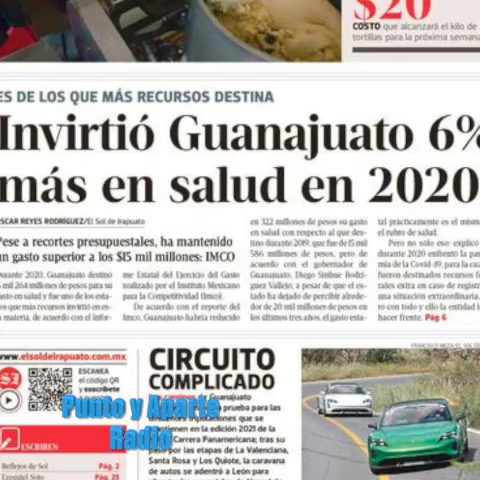 $20
COSTO que alcanzará el kilo de
tortillas para la próxima semana
ES DE LOS QUE MÁS RECURSOS DESTINA
Invirtió Guanajuato 6%
más en salud en 2020
OSCAR REYES RODRÍGUEZ/El Sol de Irapuato
Pese a recortes presupuestales, ha mantenido
un gasto superior a los $15 mil millones: IMCO
Durante 2020, Guanajuato destinó
mil 264 millones de pesos para su
gasto en salud y fue uno de los esta-
dos que más recursos invirtió en es-
ta materia, de acuerdo con el Infor-
me Estatal del Ejercicio del Gasto
realizado por el Instituto Mexicano
para la Competitividad (Imco).
De acuerdo con el reporte del
Imco, Guanajuato habría reducido
en 322 millones de pesos su gasto
en salud con respecto al que des-
tino durante 2019, que fue de 15 mil
586 millones de pesos, pero de
acuerdo con el gobernador de
Guanajuato, Diego Sinhue Rodrí-
guez Vallejo, a pesar de que el es-
tado ha dejado de percibir alrede-
dor de 20 mil millones de pesos en
los últimos tres años, el gasto esta-
tal prácticamente es el mismo
el rubro de salud.
Pero no sólo eso: explicó
durante 2020 enfrentó la
mia de la Covid-19, para la
fueron destinados recursos
rales extra en caso de
una situación extraordinaria,
con todo y ello la entidad
hacer frente. Pág 6
www.elsoldeirapuato.com.mx
ESCANEA
el código QR
y suscríbete
ESCRIBEN
Reflejos de Sol Pág. 2
Ezequiel Soto Pág. 21
CIRCUITO
COMPLICADO
Guanajuato
prueba para las
tripulaciones que
en la edición 2021 de la
Carrera Panamericana; tras su
paso por las etapas de La Valenciana,
Santa Rosa y Los Quiote, la caravana
de autos se adentró a León para
FRANCISCO MEZA/EL SOL DE
Punto y Aparte
Radio